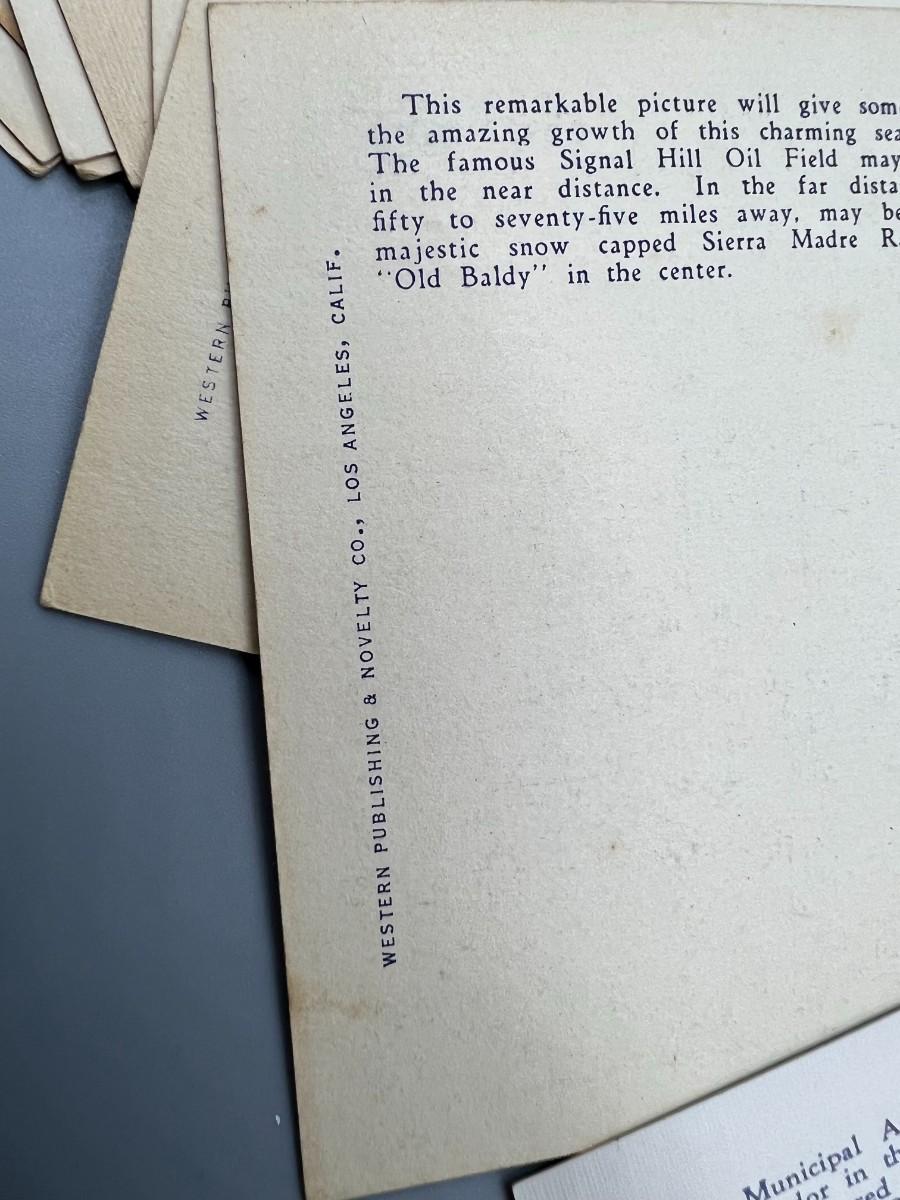 This remarkable picture will give som
the amazing growth of this charming sea
The famous Signal Hill Oil Field may
in the near distance. In the far dista
fifty to seventy-five miles away, may be
majestic snow capped Sierra Madre R
“Old Baldy” in the center.
WESTERN PUBLISHING & NOVELTY CO., LOS ANGELES, CALIF.
WESTERN
Municipal A
in th